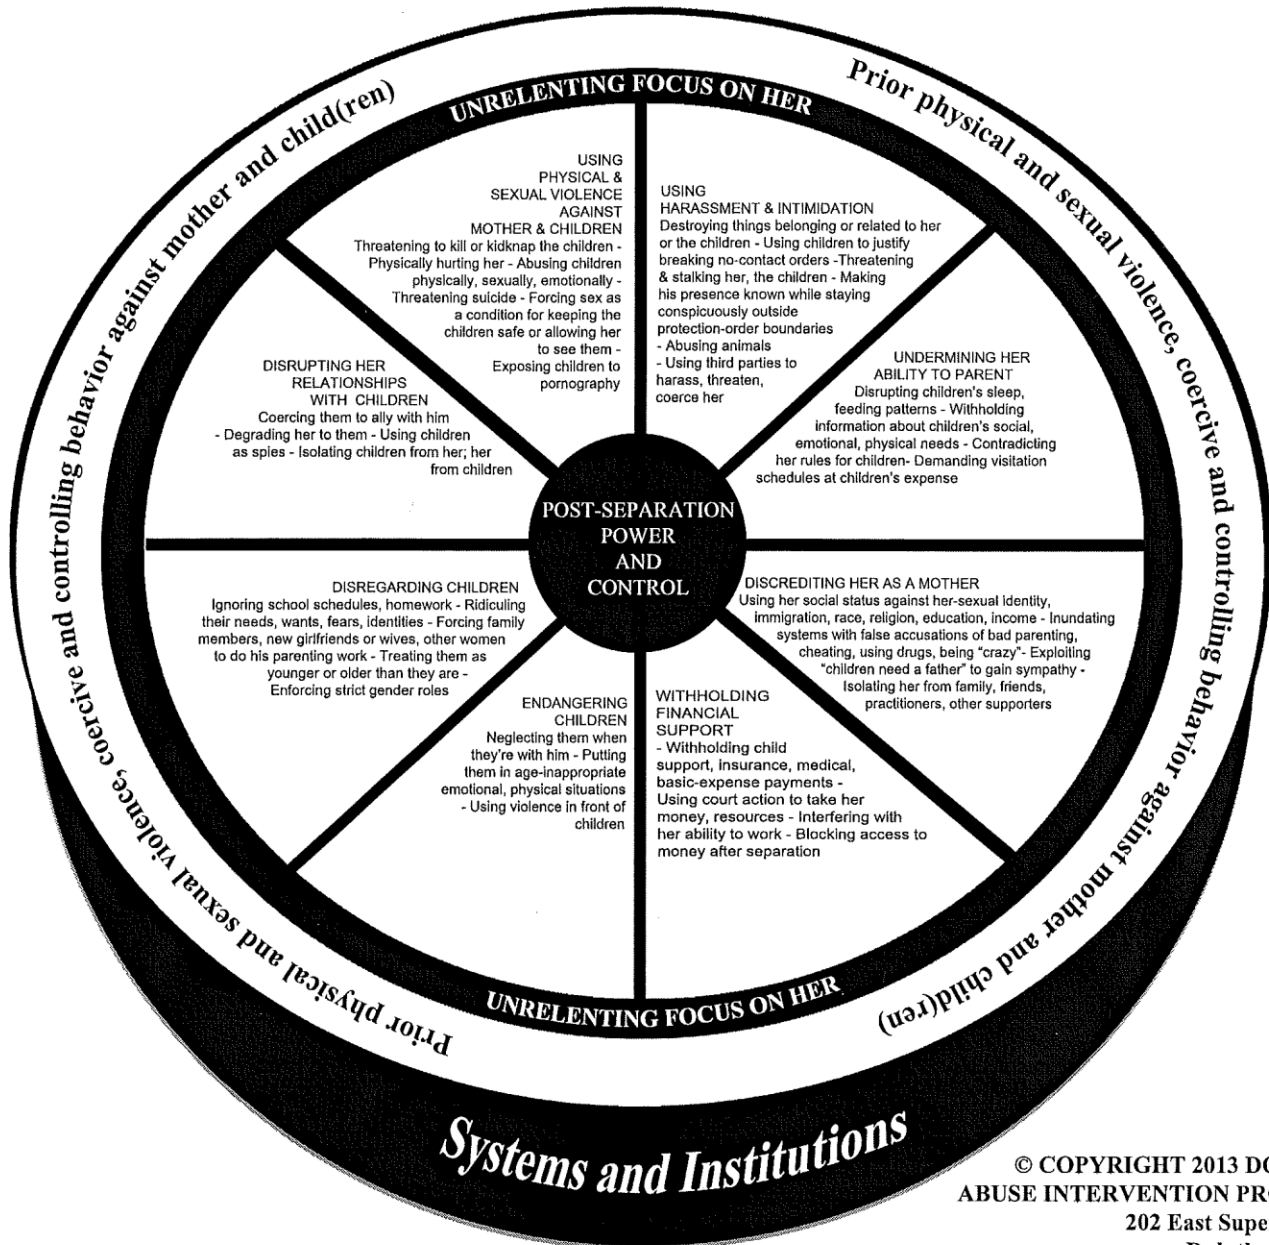 Prior physical and sexual violence, coercive and controlling behavior against mother and child(ren)
Prior physical and sexual violence, coercive and controlling behavior against mother and child(ren)
UNRELENTING FOCUS ON HER
USING
PHYSICAL &
SEXUAL VIOLENCE
AGAINST
MOTHER & CHILDREN
Threatening to kill or kidknap the children -
Physically hurting her - Abusing children
physically, sexually, emotionally -
Threatening suicide - Forcing sex as
a condition for keeping the
children safe or allowing her
to see them -
Exposing children to
pornography
USING
HARASSMENT & INTIMIDATION
Destroying things belonging or related to her
or the children - Using children to justify
breaking no-contact orders -Threatening
& stalking her, the children - Making
his presence known while staying
conspicuously outside
protection-order boundaries
- Abusing animals
- Using third parties to
harass, threaten,
coerce her
UNDERMINING HER
ABILITY TO PARENT
Disrupting children's sleep,
feeding patterns - Withholding
information about children's social,
emotional, physical needs - Contradicting
her rules for children- Demanding visitation
schedules at children's expense
DISCREDITING HER AS A MOTHER
Using her social status against her-sexual identity,
immigration, race, religion, education, income - Inundating
systems with false accusations of bad parenting,
cheating, using drugs, being "crazy"- Exploiting
"children need a father" to gain sympathy -
Isolating her from family, friends,
practitioners, other supporters
WITHHOLDING
FINANCIAL
SUPPORT
- Withholding child
support, insurance, medical,
basic-expense payments -
Using court action to take her
money, resources - Interfering with
her ability to work - Blocking access to
money after separation
ENDANGERING
CHILDREN
Neglecting them when
they're with him - Putting
them in age-inappropriate
emotional, physical situations
- Using violence in front of
children
DISREGARDING CHILDREN
Ignoring school schedules, homework - Ridiculing
their needs, wants, fears, identities - Forcing family
members, new girlfriends or wives, other women
to do his parenting work - Treating them as
younger or older than they are -
Enforcing strict gender roles
DISRUPTING HER
RELATIONSHIPS
WITH CHILDREN
Coercing them to ally with him
- Degrading her to them - Using children
as spies - Isolating children from her; her
from children
POST-SEPARATION
POWER
AND
CONTROL
UNRELENTING FOCUS ON HER
Systems and Institutions
© COPYRIGHT 2013 DO
ABUSE INTERVENTION PRO
202 East Supe